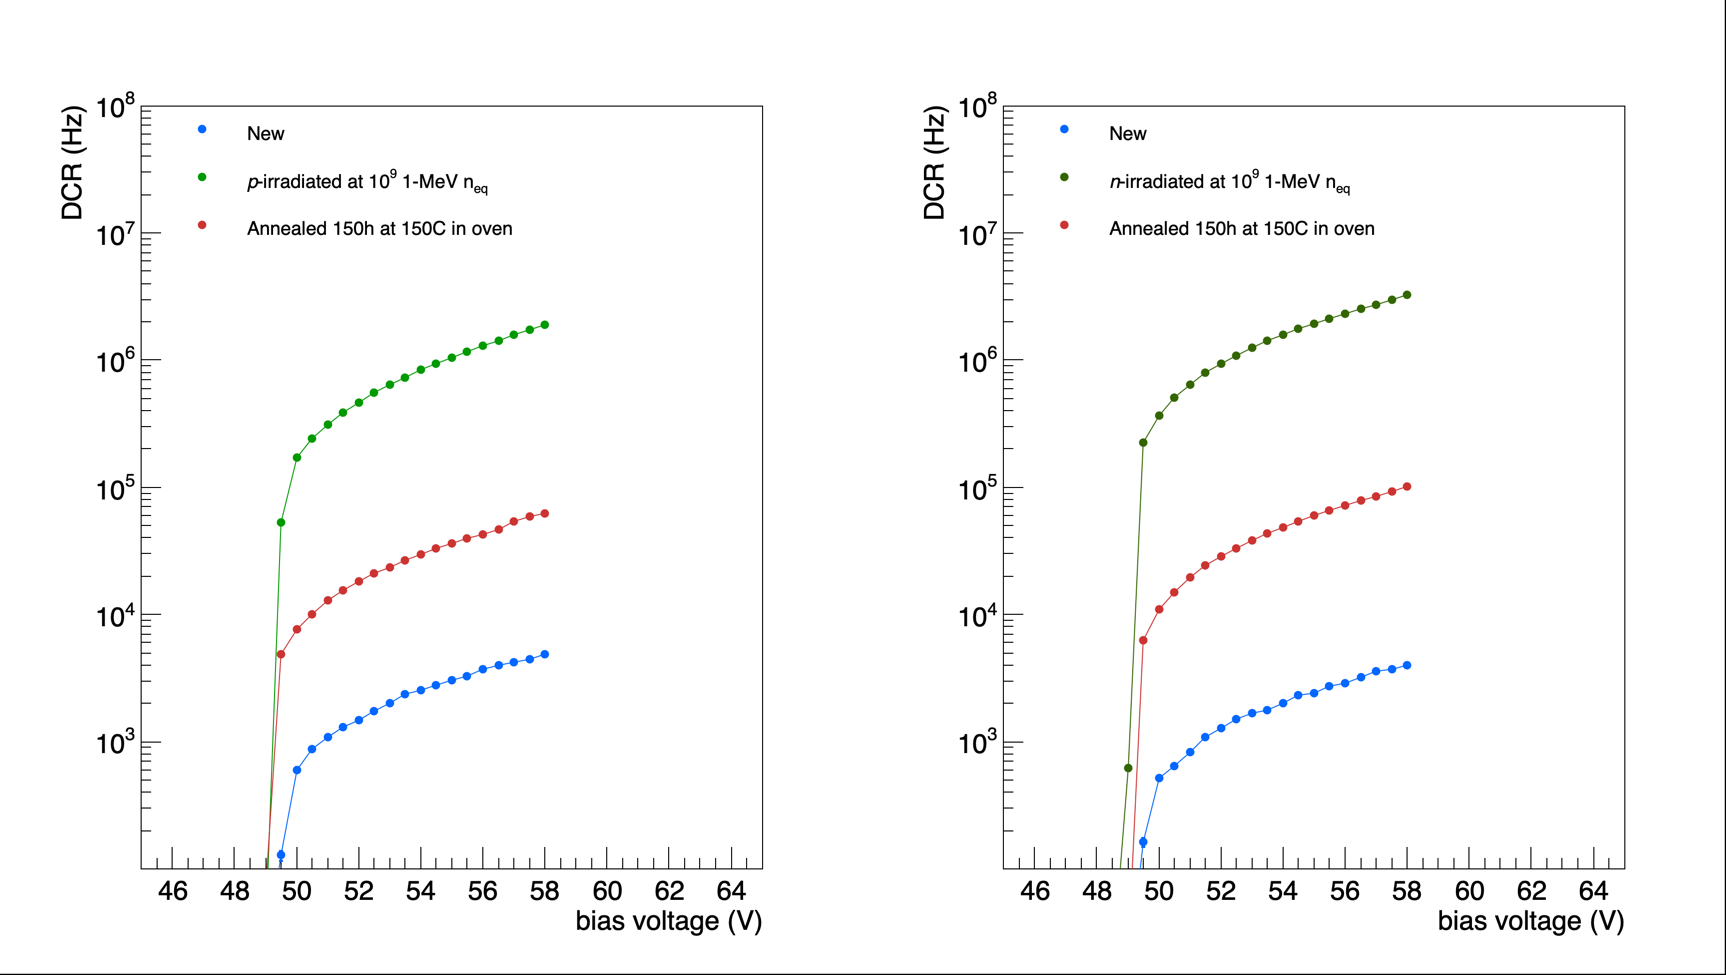 DCR (Hz)
10⁸
10⁷
10⁶
10⁵
10⁴
10³
New
p-irradiated at 10⁹ 1-MeV nₑq
Annealed 150h at 150C in oven
46 48 50 52 54 56 58 60 62 64
bias voltage (V)
DCR (Hz)
10⁸
10⁷
10⁶
10⁵
10⁴
10³
New
n-irradiated at 10⁹ 1-MeV nₑq
Annealed 150h at 150C in oven
46 48 50 52 54 56 58 60 62 64
bias voltage (V)